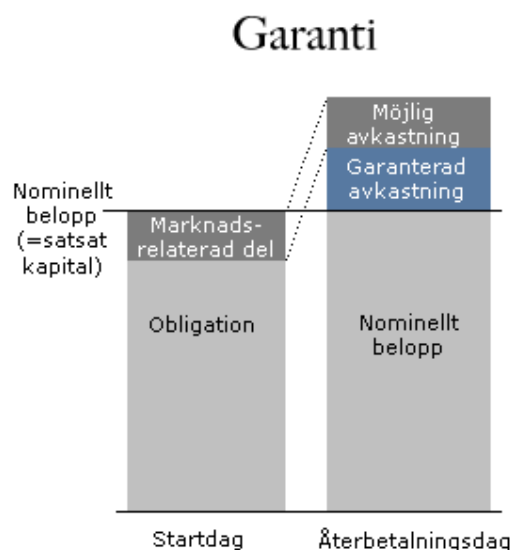 Garanti
Möjlig
avkastning
Garanterad
avkastning
Nominellt
belopp
(=satsat
kapital)
Marknads-
relaterad del
Obligation
Nominellt
belopp
Startdag
Återbetalningsdag